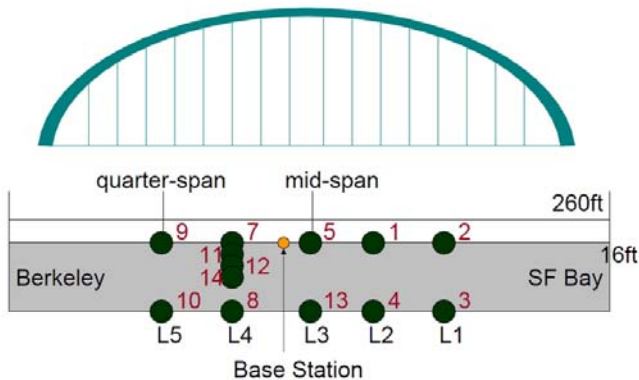 quarter-span mid-span
260ft
9 7 5 1 2
11 16ft
Berkeley 12 SF Bay
14
10 8 13 4 3
L5 L4 L3 L2 L1
Base Station